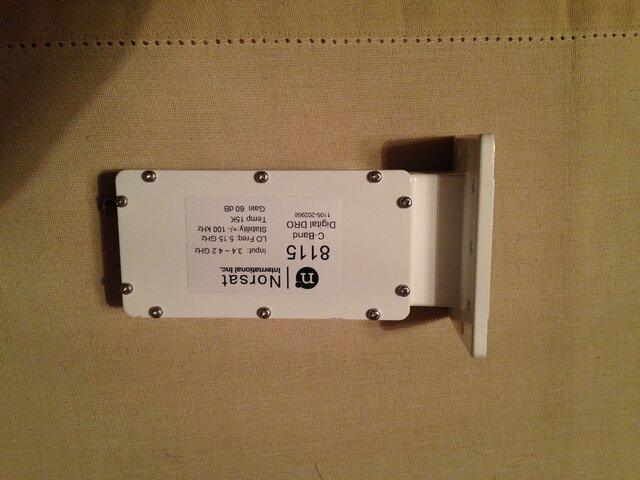 n
Norsat
International Inc.
8115
C-Band
Digital DRO
1105-202968
Input: 3.4 ~ 4.2 GHz
LO Freq: 5.15 GHz
Stability:+/- 100 kHz
Temp 15K
Gain 60 dB